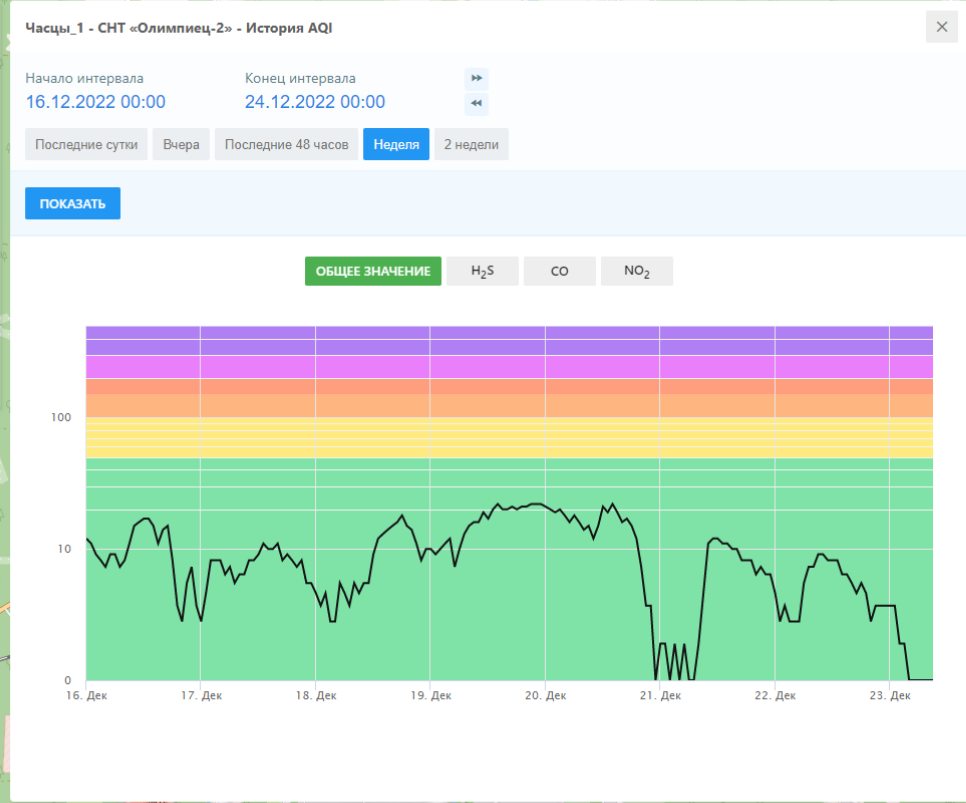 Часцы_1 - СНТ «Олимпиец-2» - История AQI
Начало интервала
Конец интервала
16.12.2022 00:00
24.12.2022 00:00
Последние сутки
Вчера
Последние 48 часов
Неделя
2 недели
ПОКАЗАТЬ
ОБЩЕЕ ЗНАЧЕНИЕ
H₂S
CO
NO₂
100
10
0
16. Дек
17. Дек
18. Дек
19. Дек
20. Дек
21. Дек
22. Дек
23. Дек